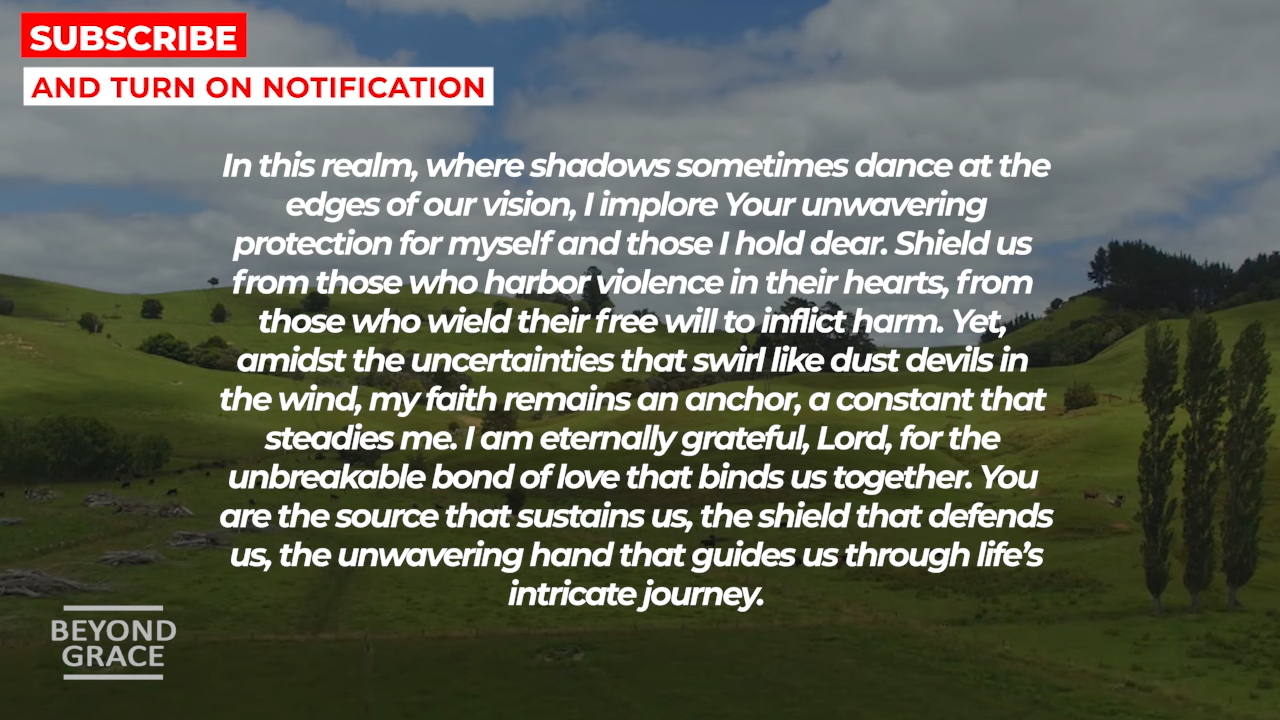 SUBSCRIBE
AND TURN ON NOTIFICATION
In this realm, where shadows sometimes dance at the
edges of our vision, I implore Your unwavering
protection for myself and those I hold dear. Shield us
from those who harbor violence in their hearts, from
those who wield their free will to inflict harm. Yet,
amidst the uncertainties that swirl like dust devils in
the wind, my faith remains an anchor, a constant that
steadies me. I am eternally grateful, Lord, for the
unbreakable bond of love that binds us together. You
are the source that sustains us, the shield that defends
us, the unwavering hand that guides us through life’s
intricate journey.
BEYOND
GRACE